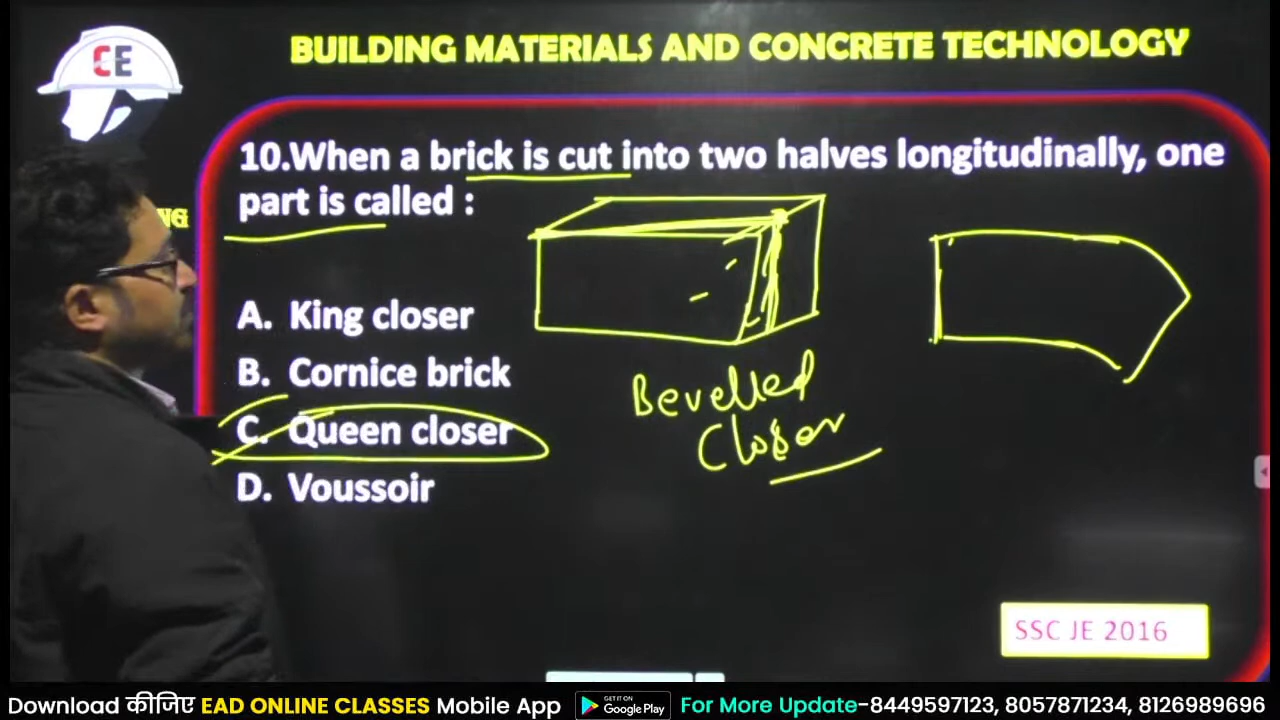 CE
BUILDING MATERIALS AND CONCRETE TECHNOLOGY
10.When a brick is cut into two halves longitudinally, one
part is called :
NG
A. King closer
B. Cornice brick
C. Queen closer
D. Voussoir
Bevelled
Closer
SSC JE 2016
Download कीजिए EAD ONLINE CLASSES Mobile App GET IT ON Google Play For More Update-8449597123, 8057871234, 8126989696